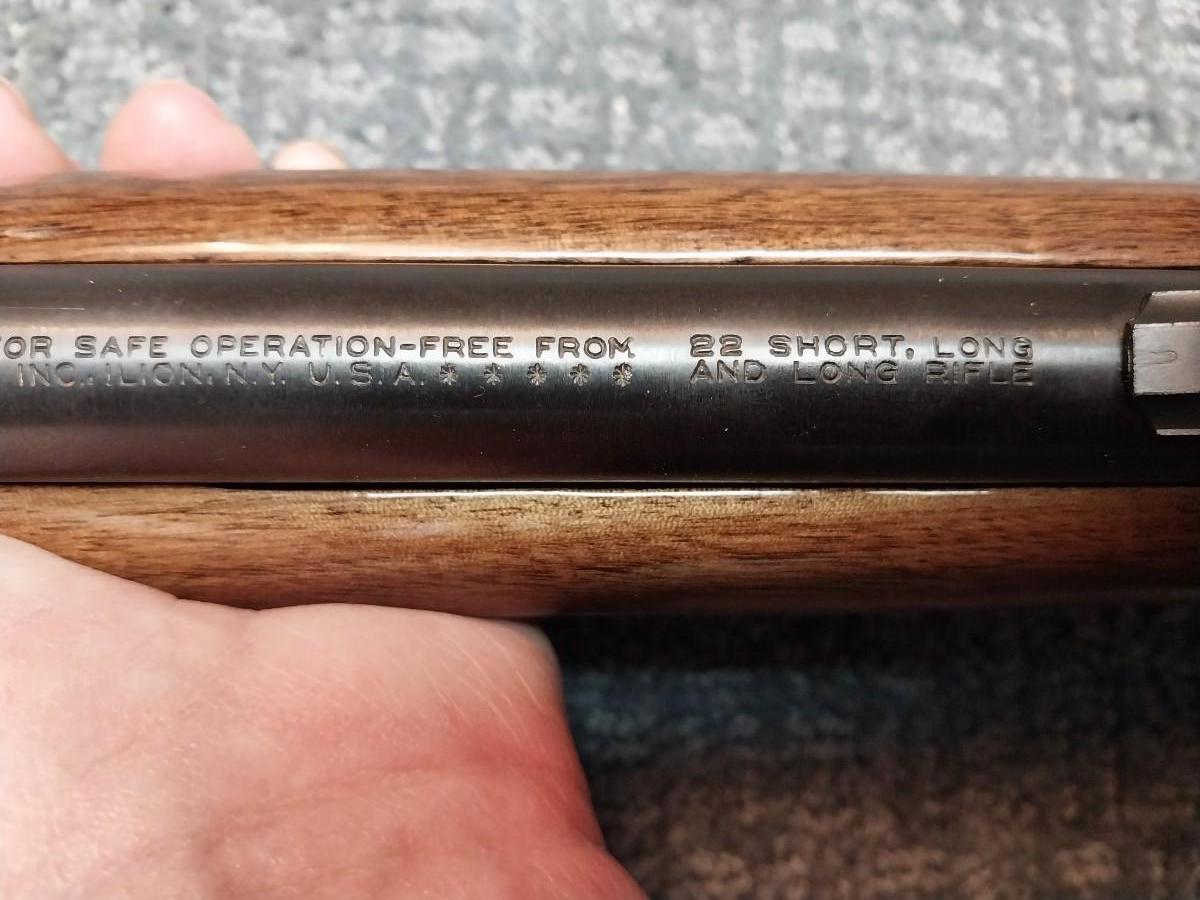 OR SAFE OPERATION-FREE FROM
INC., ILION, N.Y. U.S.A. * * * * *
22 SHORT, LONG
AND LONG RIFLE